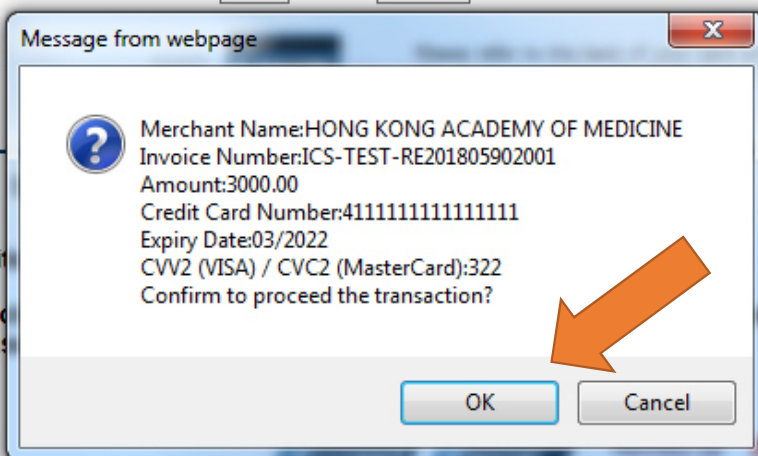 Message from webpage
Merchant Name:HONG KONG ACADEMY OF MEDICINE
Invoice Number:ICS-TEST-RE201805902001
Amount:3000.00
Credit Card Number:4111111111111111
Expiry Date:03/2022
CVV2 (VISA) / CVC2 (MasterCard):322
Confirm to proceed the transaction?
OK
Cancel